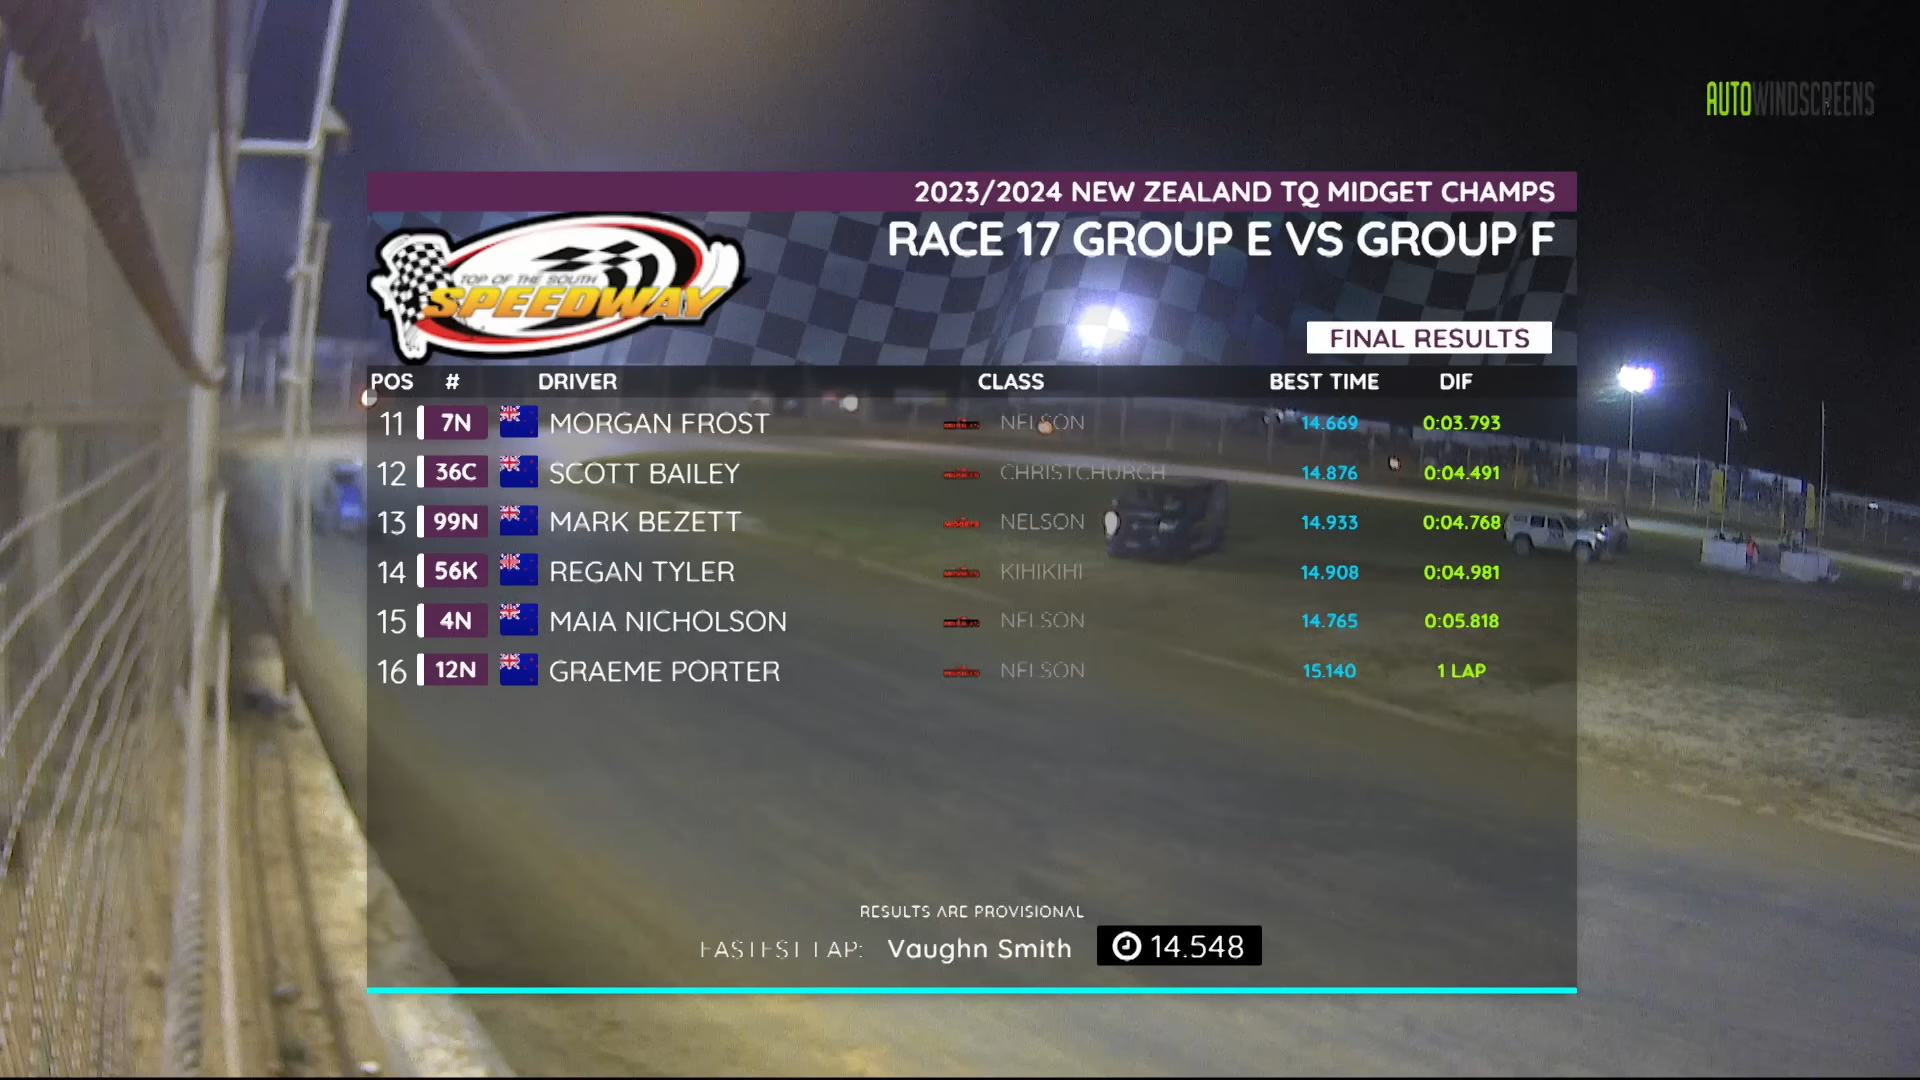 AUTOWINDSCREENS
2023/2024 NEW ZEALAND TQ MIDGET CHAMPS
RACE 17 GROUP E VS GROUP F
TOP OF THE SOUTH
SPEEDWAY
FINAL RESULTS
POS # DRIVER CLASS BEST TIME DIF
11 7N MORGAN FROST NELSON 14.669 0:03.793
12 36C SCOTT BAILEY CHRISTCHURCH 14.876 0:04.491
13 99N MARK BEZETT NELSON 14.933 0:04.768
14 56K REGAN TYLER KIHIKIHI 14.908 0:04.981
15 4N MAIA NICHOLSON NELSON 14.765 0:05.818
16 12N GRAEME PORTER NELSON 15.140 1 LAP
RESULTS ARE PROVISIONAL
FASTEST LAP: Vaughn Smith 14.548